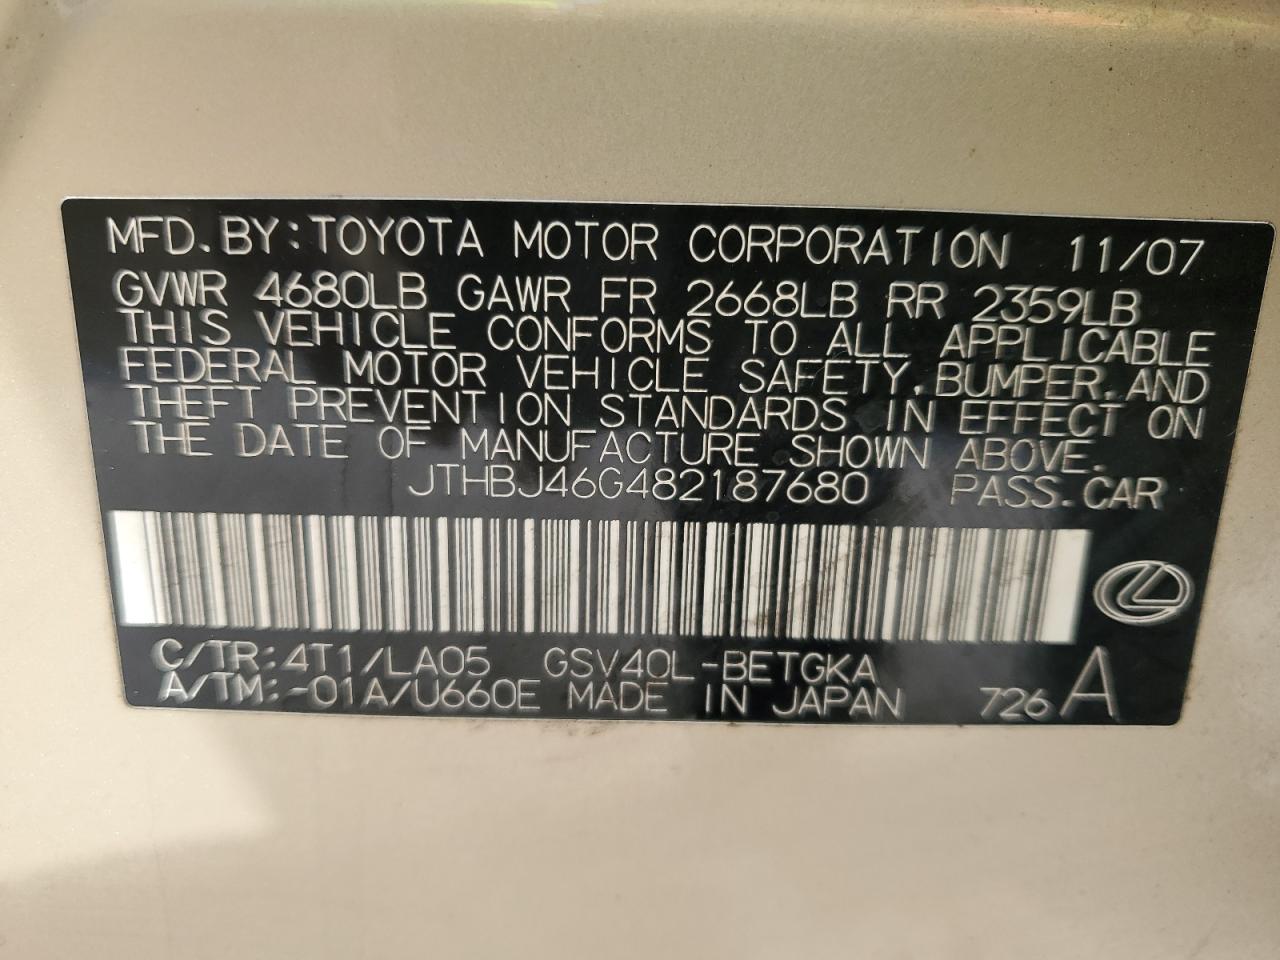 MFD. BY: TOYOTA MOTOR CORPORATION 11/07
GVWR 4680LB GAWR FR 2668LB RR 2359LB
THIS VEHICLE CONFORMS TO ALL APPLICABLE
FEDERAL MOTOR VEHICLE SAFETY, BUMPER, AND
THEFT PREVENTION STANDARDS IN EFFECT ON
THE DATE OF MANUFACTURE SHOWN ABOVE.
JTHBJ46G482187680 PASS. CAR
C/TR: 4T1/LA05 GSV40L-BETGKA
A/TM: -01A/U660E MADE IN JAPAN 726 A